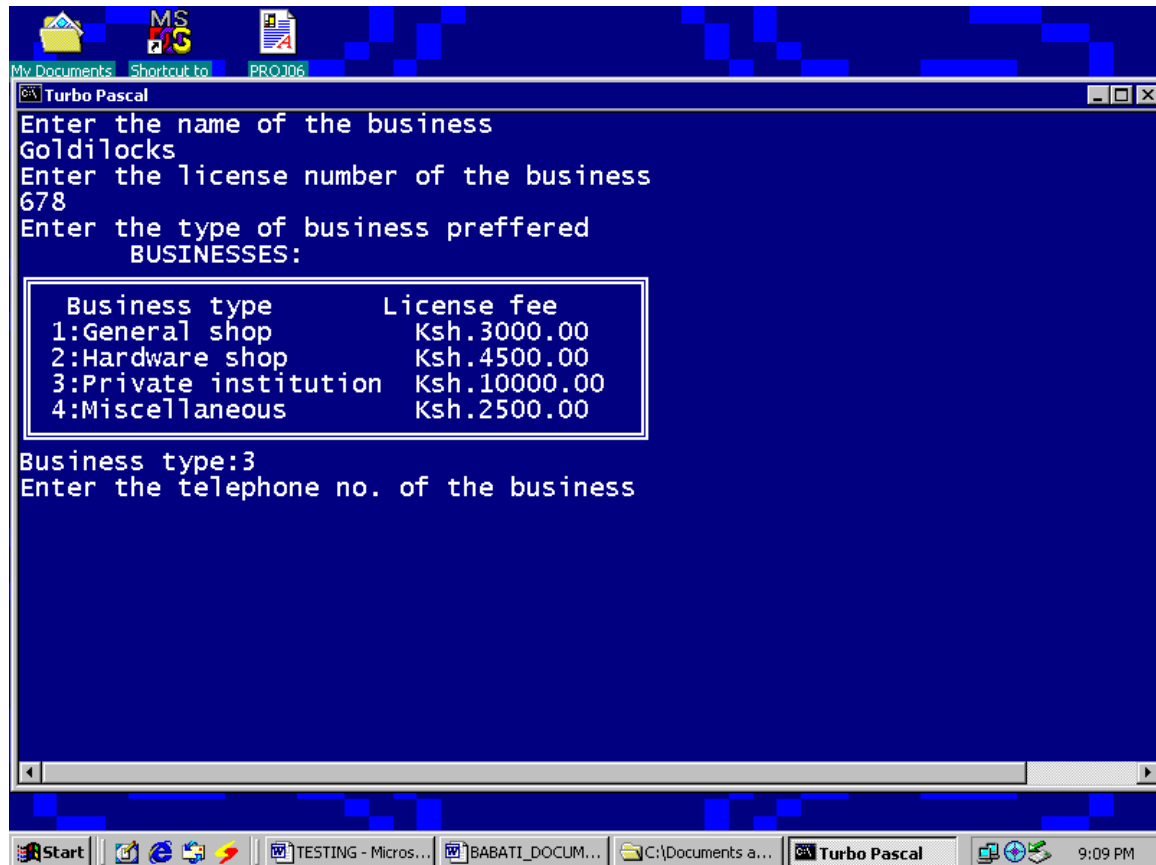 MS
My Documents Shortcut to PROJ06
Turbo Pascal
Enter the name of the business
Goldilocks
Enter the license number of the business
678
Enter the type of business preffered
BUSINESSES:
Business type License fee
1:General shop Ksh.3000.00
2:Hardware shop Ksh.4500.00
3:Private institution Ksh.10000.00
4:Miscellaneous Ksh.2500.00
Business type:3
Enter the telephone no. of the business
Start TESTING - Micros... BABATI_DOCUM... C:\Documents a... Turbo Pascal 9:09 PM